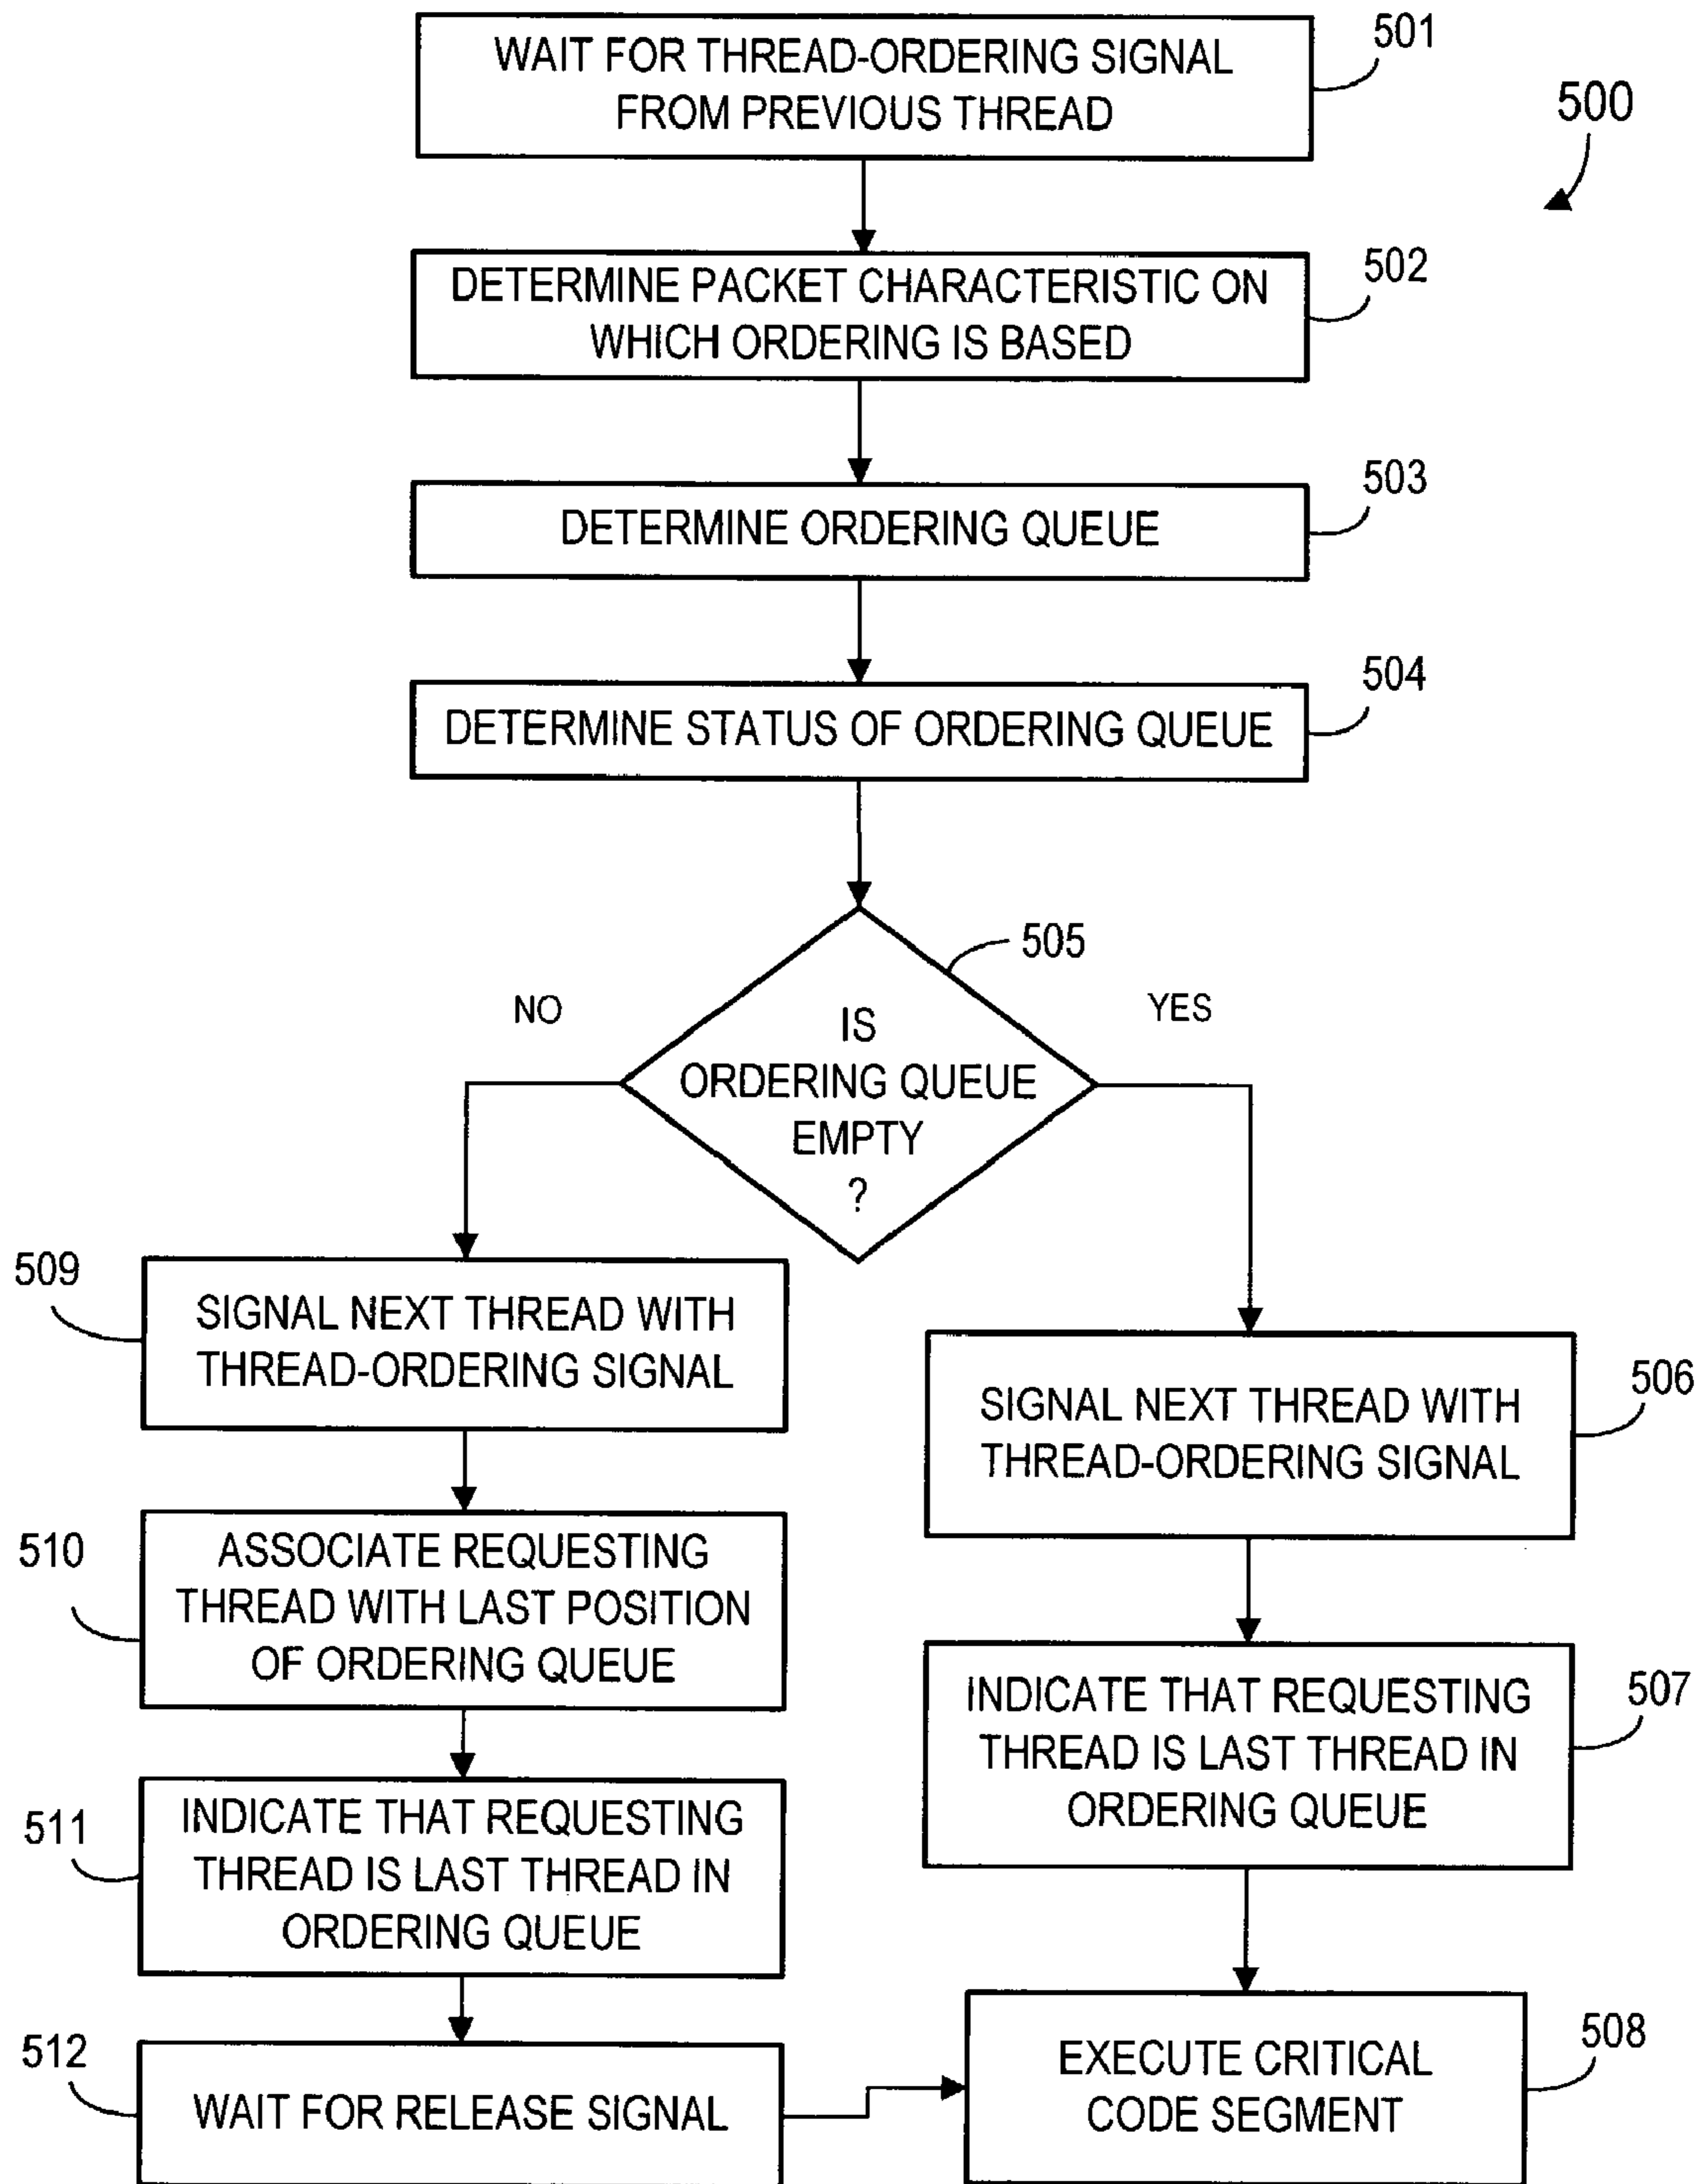 WAIT FOR THREAD-ORDERING SIGNAL
FROM PREVIOUS THREAD
501
500
DETERMINE PACKET CHARACTERISTIC ON
WHICH ORDERING IS BASED
502
DETERMINE ORDERING QUEUE
503
DETERMINE STATUS OF ORDERING QUEUE
504
505
NO
YES
IS
ORDERING QUEUE
EMPTY
?
509
SIGNAL NEXT THREAD WITH
THREAD-ORDERING SIGNAL
506
SIGNAL NEXT THREAD WITH
THREAD-ORDERING SIGNAL
510
ASSOCIATE REQUESTING
THREAD WITH LAST POSITION
OF ORDERING QUEUE
507
INDICATE THAT REQUESTING
THREAD IS LAST THREAD IN
ORDERING QUEUE
511
INDICATE THAT REQUESTING
THREAD IS LAST THREAD IN
ORDERING QUEUE
512
WAIT FOR RELEASE SIGNAL
508
EXECUTE CRITICAL
CODE SEGMENT